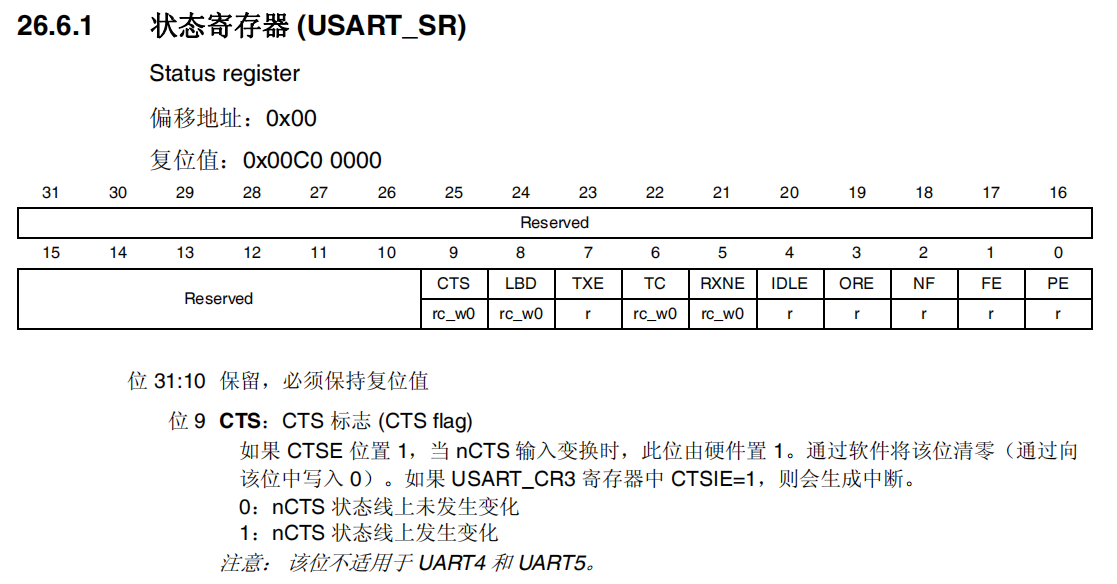 26.6.1 状态寄存器 (USART_SR)
Status register
偏移地址：0x00
复位值：0x00C0 0000
31 30 29 28 27 26 25 24 23 22 21 20 19 18 17 16
Reserved
15 14 13 12 11 10 9 8 7 6 5 4 3 2 1 0
Reserved CTS LBD TXE TC RXNE IDLE ORE NF FE PE
rc_w0 rc_w0 r rc_w0 rc_w0 r r r r r
位 31:10 保留，必须保持复位值
位 9 CTS：CTS 标志 (CTS flag)
如果 CTSE 位置 1，当 nCTS 输入变换时，此位由硬件置 1。通过软件将该位清零（通过向
该位中写入 0）。如果 USART_CR3 寄存器中 CTSIE=1，则会生成中断。
0：nCTS 状态线上未发生变化
1：nCTS 状态线上发生变化
注意： 该位不适用于 UART4 和 UART5。